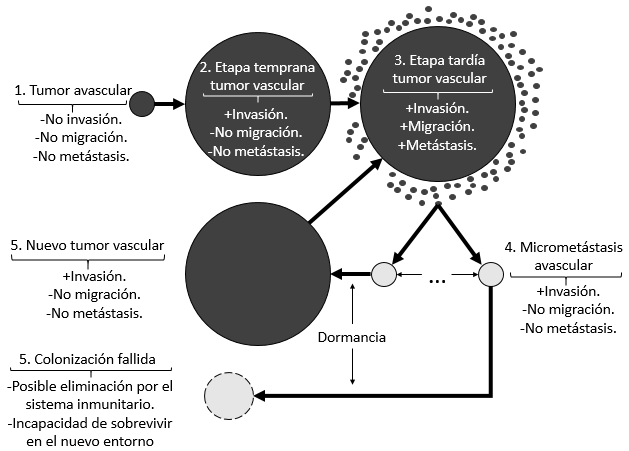 1. Tumor avascular
-No invasión.
-No migración.
-No metástasis.
2. Etapa temprana
tumor vascular
+Invasión.
-No migración.
-No metástasis.
3. Etapa tardía
tumor vascular
+Invasión.
+Migración.
+Metástasis.
4. Micrometástasis
avascular
+Invasión.
-No migración.
-No metástasis.
...
Dormancia
5. Nuevo tumor vascular
+Invasión.
-No migración.
-No metástasis.
5. Colonización fallida
-Posible eliminación por el
sistema inmunitario.
-Incapacidad de sobrevivir
en el nuevo entorno